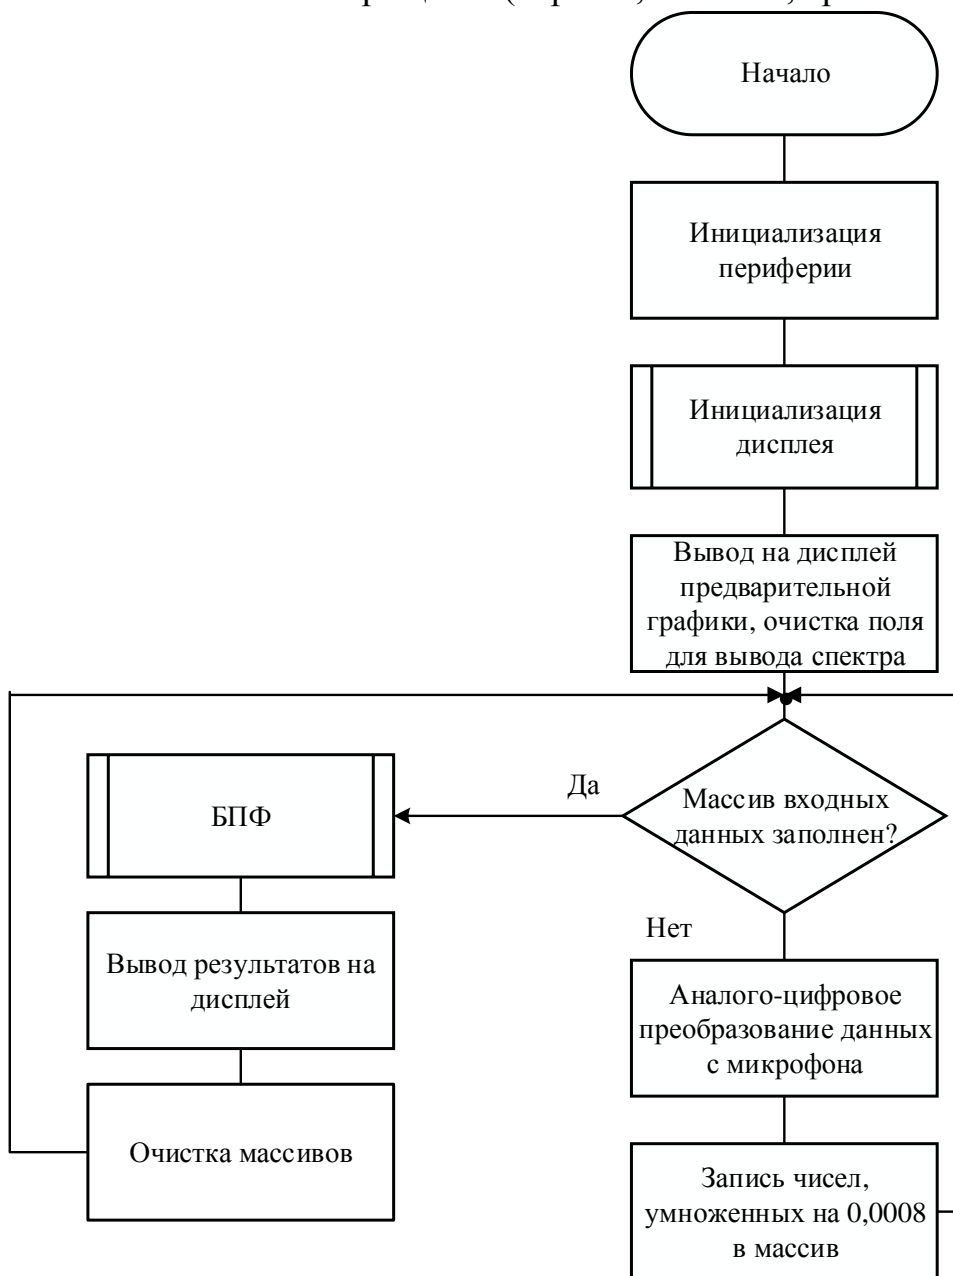 Начало
Инициализация
периферии
Инициализация
дисплея
Вывод на дисплей
предварительной
графики, очистка поля
для вывода спектра
Да
Массив входных
данных заполнен?
БПФ
Нет
Вывод результатов на
дисплей
Аналого-цифровое
преобразование данных
с микрофона
Очистка массивов
Запись чисел,
умноженных на 0,0008
в массив